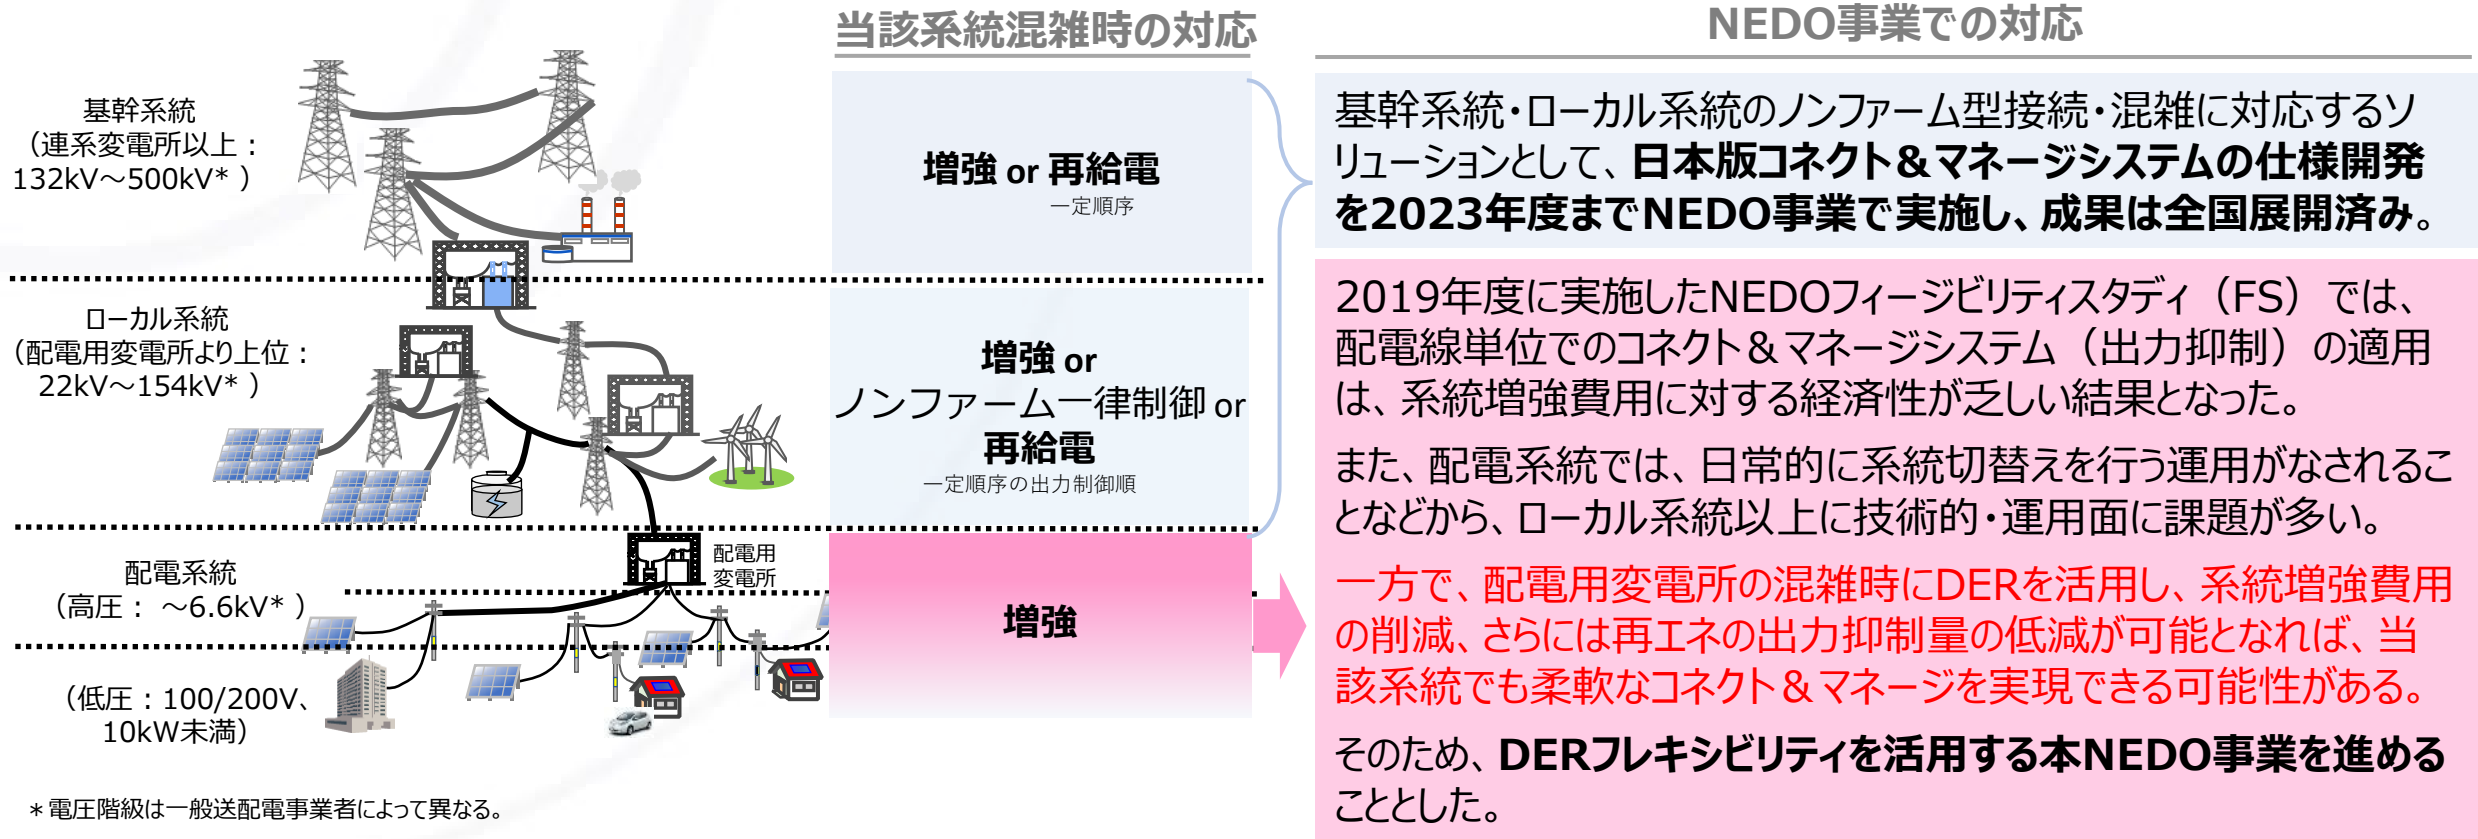 当該系統混雑時の対応
NEDO事業での対応
基幹系統
（連系変電所以上：
132kV～500kV* ）
増強 or 再給電
一定順序
基幹系統・ローカル系統のノンファーム型接続・混雑に対応するソ
リューションとして、日本版コネクト＆マネージシステムの仕様開発
を2023年度までNEDO事業で実施し、成果は全国展開済み。
ローカル系統
（配電用変電所より上位：
22kV～154kV* ）
増強 or
ノンファーム一律制御 or
再給電
一定順序の出力制御順
2019年度に実施したNEDOフィージビリティスタディ（FS）では、
配電線単位でのコネクト＆マネージシステム（出力抑制）の適用
は、系統増強費用に対する経済性が乏しい結果となった。
また、配電系統では、日常的に系統切替えを行う運用がなされるこ
となどから、ローカル系統以上に技術的・運用面に課題が多い。
配電用
変電所
配電系統
（高圧： ～6.6kV* ）
増強
一方で、配電用変電所の混雑時にDERを活用し、系統増強費用
の削減、さらには再エネの出力抑制量の低減が可能となれば、当
該系統でも柔軟なコネクト＆マネージを実現できる可能性がある。
（低圧：100/200V、
10kW未満）
そのため、DERフレキシビリティを活用する本NEDO事業を進める
こととした。
＊電圧階級は一般送配電事業者によって異なる。